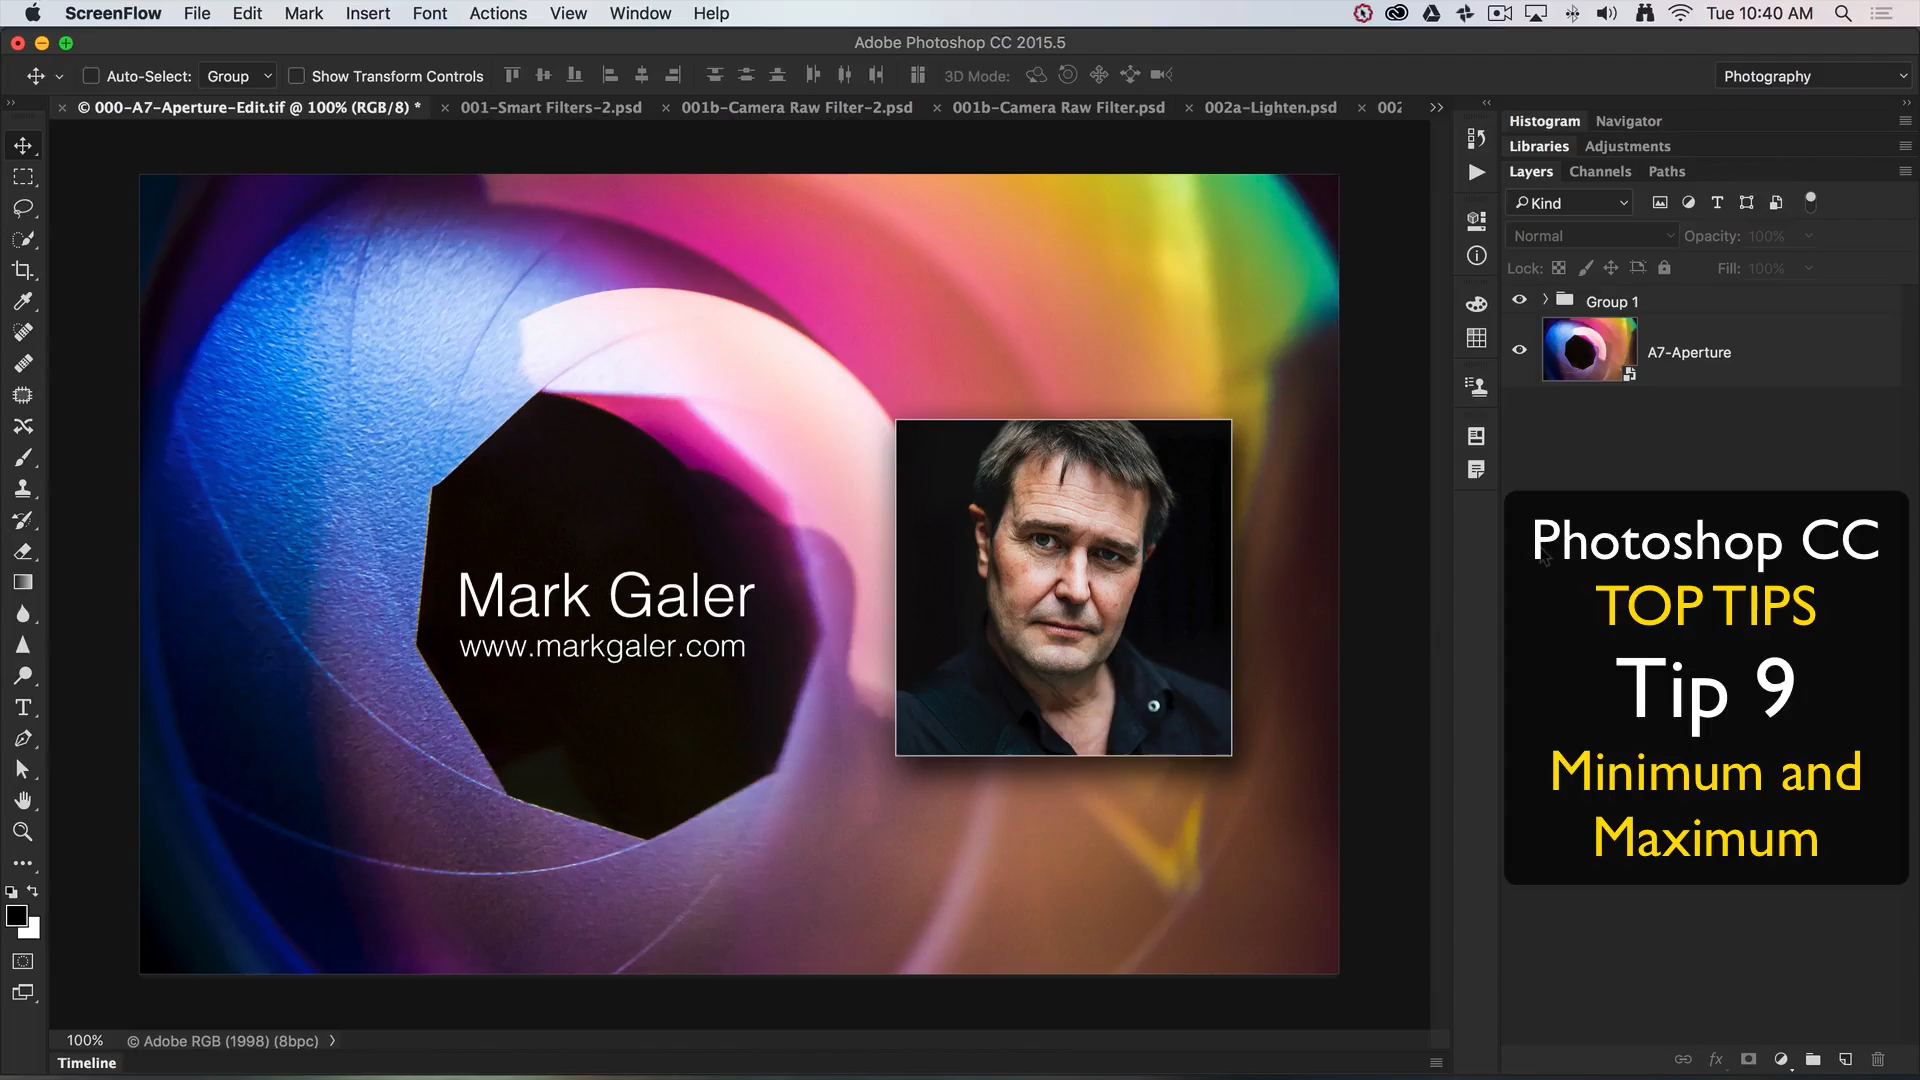 ScreenFlow File Edit Mark Insert Font Actions View Window Help Tue 10:40 AM
Adobe Photoshop CC 2015.5
Auto-Select: Group Show Transform Controls 3D Mode: Photography
© 000-A7-Aperture-Edit.tif @ 100% (RGB/8) * 001-Smart Filters-2.psd 001b-Camera Raw Filter-2.psd 001b-Camera Raw Filter.psd 002a-Lighten.psd 002
Histogram Navigator
Libraries Adjustments
Layers Channels Paths
Kind
Normal Opacity: 100%
Lock: Fill: 100%
Group 1
A7-Aperture
Mark Galer
www.markgaler.com
Photoshop CC
TOP TIPS
Tip 9
Minimum and
Maximum
100% © Adobe RGB (1998) (8bpc)
Timeline
fx